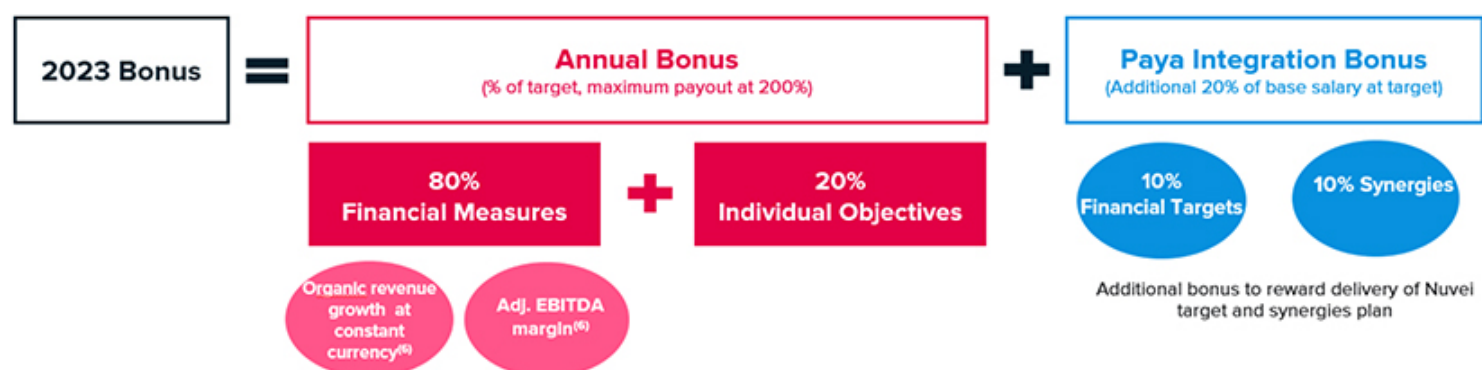 2023 Bonus
=
Annual Bonus
(% of target, maximum payout at 200%)
+
Paya Integration Bonus
(Additional 20% of base salary at target)
80%
Financial Measures
+
20%
Individual Objectives
10%
Financial Targets
10% Synergies
Organic revenue
growth at
constant
currency(6)
Adj. EBITDA
margin(6)
Additional bonus to reward delivery of Nuvei
target and synergies plan